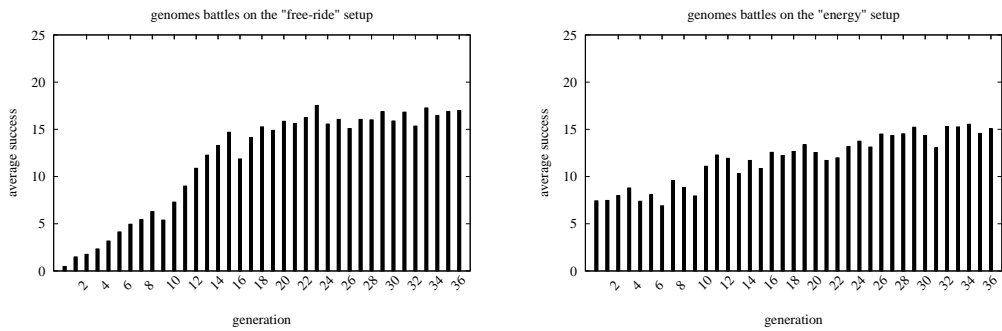 genomes battles on the "free-ride" setup
25
20
15
10
5
0
average success
2 4 6 8 10 12 14 16 18 20 22 24 26 28 30 32 34 36
generation
genomes battles on the "energy" setup
25
20
15
10
5
0
average success
2 4 6 8 10 12 14 16 18 20 22 24 26 28 30 32 34 36
generation